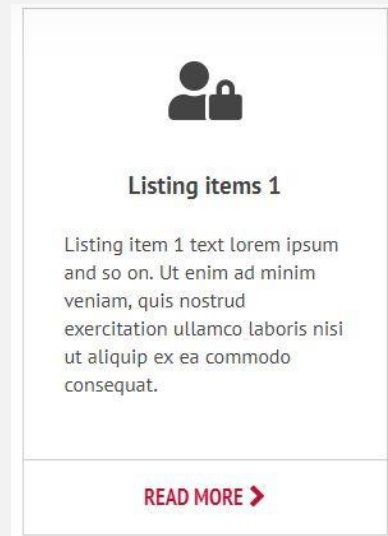 Listing items 1
Listing item 1 text lorem ipsum
and so on. Ut enim ad minim
veniam, quis nostrud
exercitation ullamco laboris nisi
ut aliquip ex ea commodo
consequat.
READ MORE